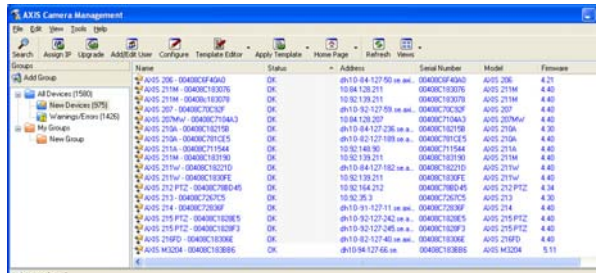 AXIS Camera Management
File Edit View Tools Help
Search Assign IP Upgrade Add/Edit User Configure Template Editor Apply Template Home Page Refresh Views
Groups
Add Group
All Devices (1580)
New Devices (975)
Warnings/Errors (1426)
My Groups
New Group
Name Status Address Serial Number Model Firmware
AXIS 206 - 00408C6F40A0 OK 00408C6F40A0 AXIS 206 4.21
AXIS 211M - 00408C183076 OK 10.84.128.211 00408C183076 AXIS 211M 4.40
AXIS 211M - 00408C183078 OK 10.92.139.211 00408C183078 AXIS 211M 4.40
AXIS 207 - 00408C70C92F OK 00408C70C92F AXIS 207 4.40
AXIS 207MW - 00408C7104A3 OK 10.84.128.207 00408C7104A3 AXIS 207MW 4.40
AXIS 210A - 00408C18215B OK 00408C18215B AXIS 210A 4.30
AXIS 210A - 00408C781CE5 OK 00408C781CE5 AXIS 210A 4.40
AXIS 211A - 00408C711544 OK 10.92.148.90 00408C711544 AXIS 211A 4.40
AXIS 211M - 00408C183190 OK 10.92.139.211 00408C183190 AXIS 211M 4.40
AXIS 211W - 00408C18221D OK 00408C18221D AXIS 211W 4.40
AXIS 211W - 00408C1830FE OK 10.92.139.211 00408C1830FE AXIS 211W 4.40
AXIS 212 PTZ - 00408C78BD45 OK 10.92.164.212 00408C78BD45 AXIS 212 PTZ 4.34
AXIS 213 - 00408C7267C5 OK 10.92.35.3 00408C7267C5 AXIS 213 4.30
AXIS 214 - 00408C72836F OK 00408C72836F AXIS 214 4.40
AXIS 215 PTZ - 00408C1828E5 OK 00408C1828E5 AXIS 215 PTZ 4.40
AXIS 215 PTZ - 00408C1828F3 OK 00408C1828F3 AXIS 215 PTZ 4.40
AXIS 216FD - 00408C18306E OK 00408C18306E AXIS 216FD 4.40
AXIS M3204 - 00408C183BB6 OK 00408C183BB6 AXIS M3204 5.11